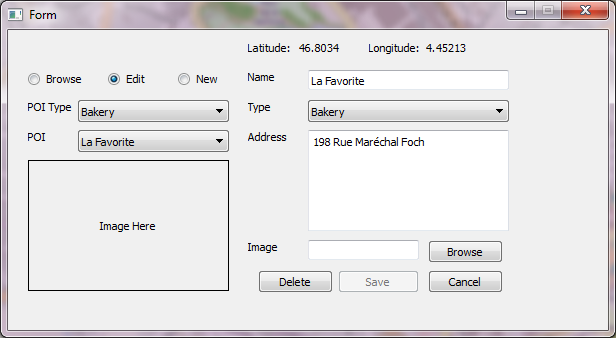 Form
Latitude: 46.8034 Longitude: 4.45213
Browse Edit New
Name La Favorite
POI Type Bakery
Type Bakery
POI La Favorite
Address 198 Rue Maréchal Foch
Image Here
Image Browse
Delete Save Cancel